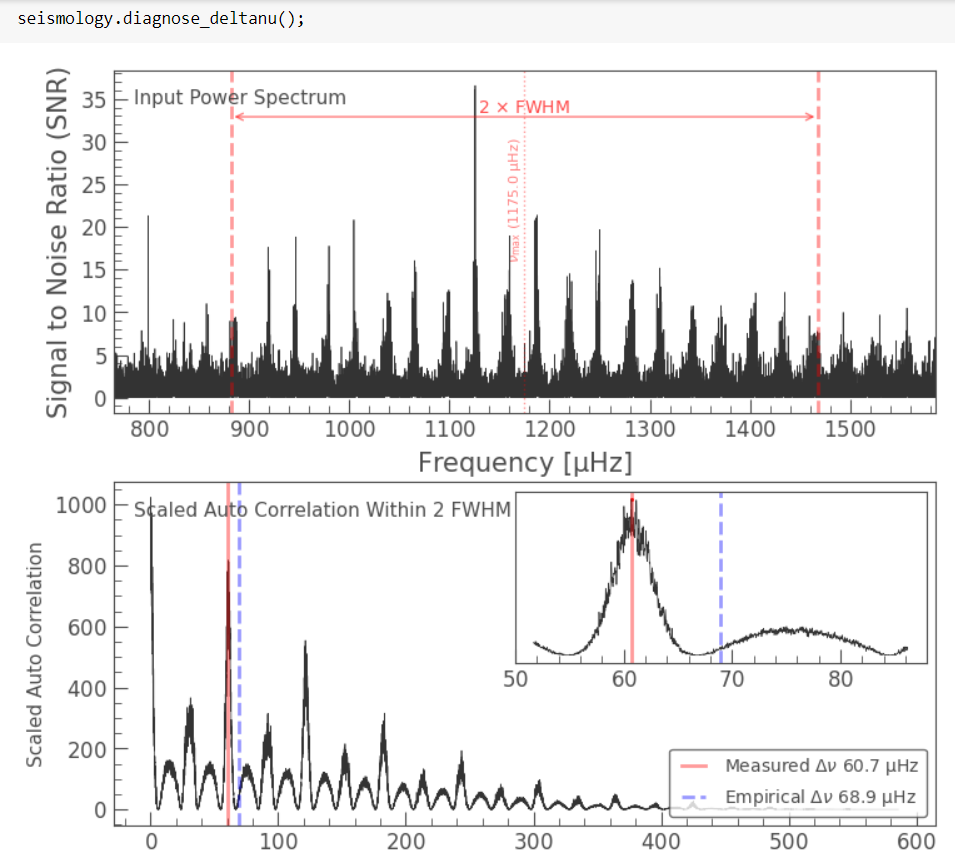 seismology.diagnose_deltanu();
Input Power Spectrum
2 × FWHM
νmax (1175.0 µHz)
Signal to Noise Ratio (SNR)
35
30
25
20
15
10
5
0
800 900 1000 1100 1200 1300 1400 1500
Frequency [µHz]
Scaled Auto Correlation Within 2 FWHM
Scaled Auto Correlation
1000
800
600
400
200
0
50 60 70 80
Measured Δν 60.7 µHz
Empirical Δν 68.9 µHz
0 100 200 300 400 500 600